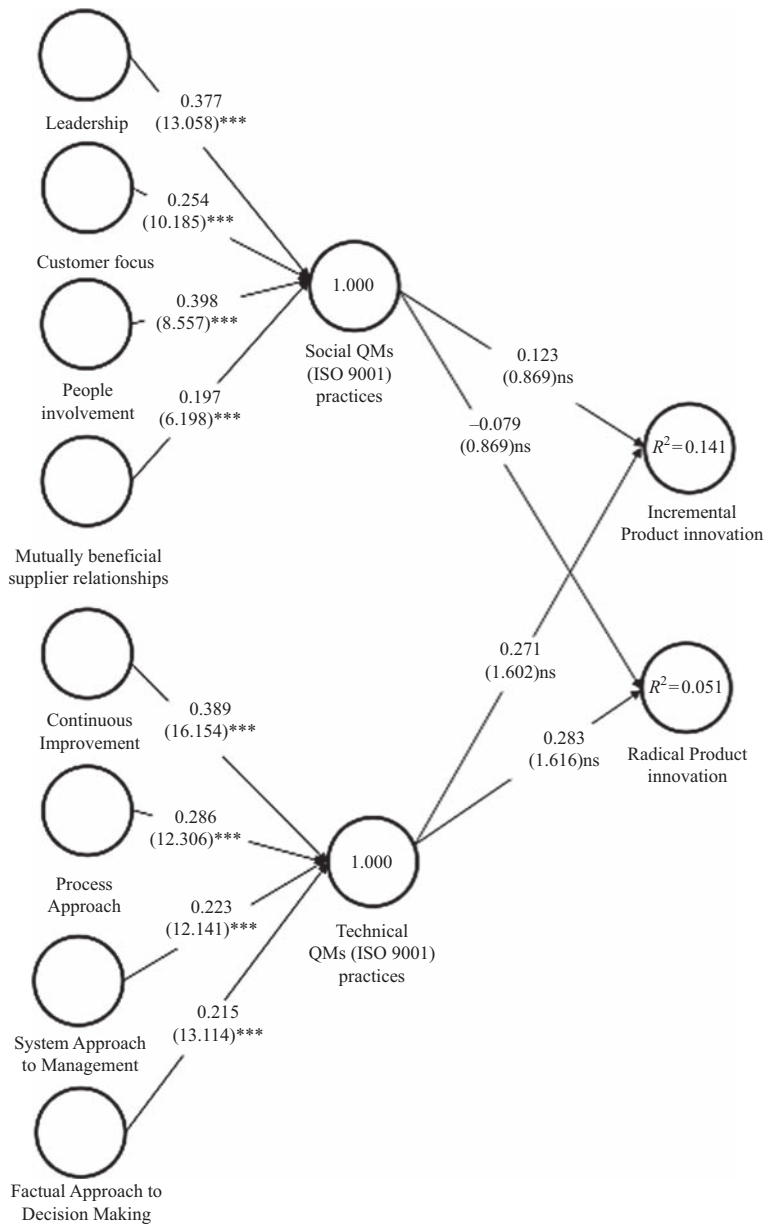 0.377
(13.058)***
Leadership
0.254
(10.185)***
Customer focus
0.398
(8.557)***
People
involvement
0.197
(6.198)***
Mutually beneficial
supplier relationships
1.000
Social QMs
(ISO 9001)
practices
0.123
(0.869)ns
–0.079
(0.869)ns
R²=0.141
Incremental
Product innovation
Continuous
Improvement
0.389
(16.154)***
0.286
(12.306)***
Process
Approach
0.223
(12.141)***
System Approach
to Management
0.215
(13.114)***
Factual Approach to
Decision Making
1.000
Technical
QMs (ISO 9001)
practices
0.271
(1.602)ns
0.283
(1.616)ns
R²=0.051
Radical Product
innovation